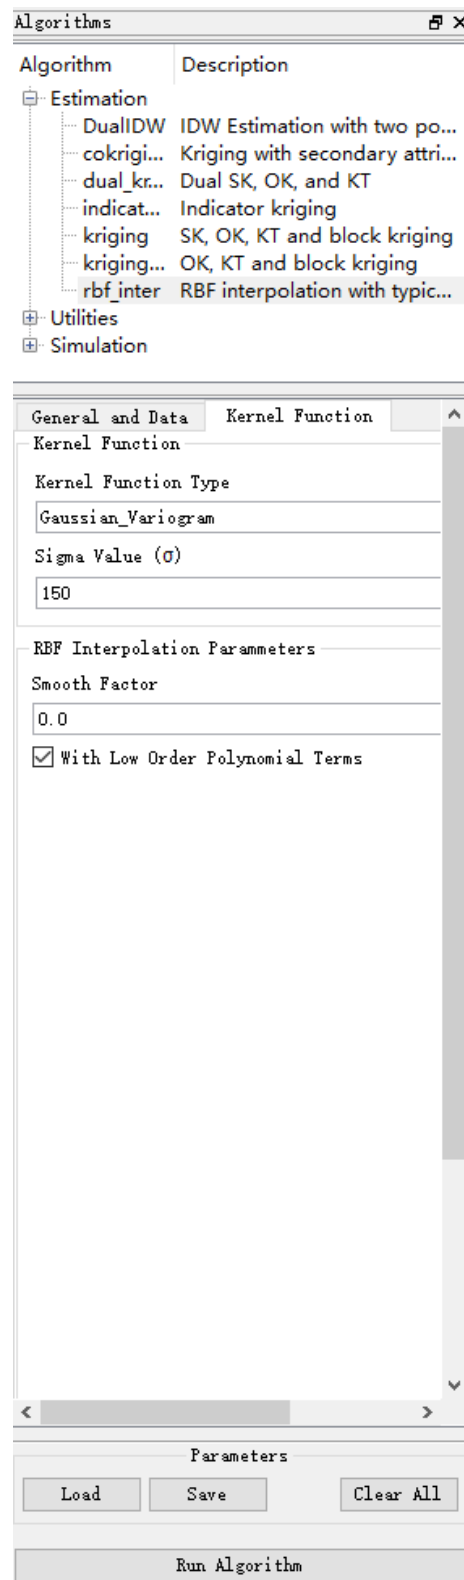 Algorithms
Algorithm Description
Estimation
DualIDW IDW Estimation with two po...
cokrigi... Kriging with secondary attri...
dual_kr... Dual SK, OK, and KT
indicat... Indicator kriging
kriging SK, OK, KT and block kriging
kriging... OK, KT and block kriging
rbf_inter RBF interpolation with typic...
Utilities
Simulation
General and Data Kernel Function
Kernel Function
Kernel Function Type
Gaussian_Variogram
Sigma Value (σ)
150
RBF Interpolation Parammeters
Smooth Factor
0.0
With Low Order Polynomial Terms
Parameters
Load Save Clear All
Run Algorithm